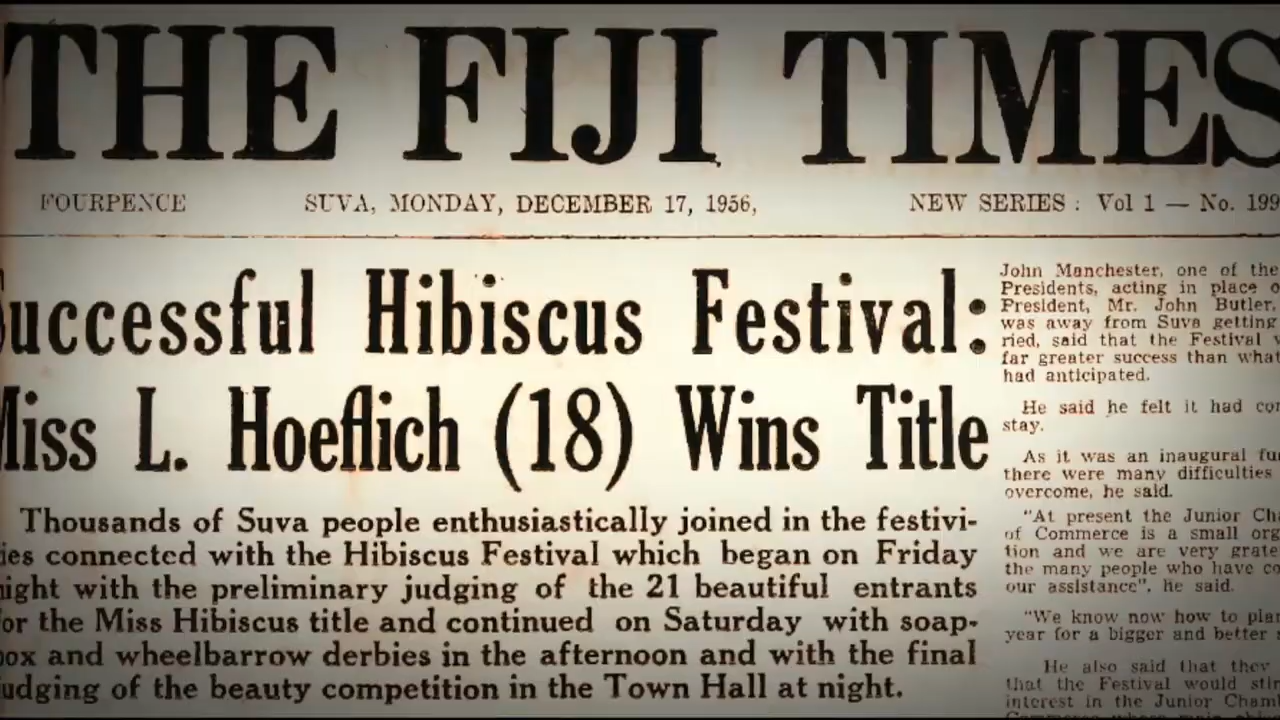 THE FIJI TIMES
FOURPENCE SUVA, MONDAY, DECEMBER 17, 1956, NEW SERIES : Vol 1 — No. 199
Successful Hibiscus Festival:
Miss L. Hoeflich (18) Wins Title
Thousands of Suva people enthusiastically joined in the festivi-
ties connected with the Hibiscus Festival which began on Friday
night with the preliminary judging of the 21 beautiful entrants
for the Miss Hibiscus title and continued on Saturday with soap-
box and wheelbarrow derbies in the afternoon and with the final
judging of the beauty competition in the Town Hall at night.
John Manchester, one of the
Presidents, acting in place
President, Mr. John Butler,
was away from Suva getting
ried, said that the Festival
far greater success than what
had anticipated.
He said he felt it had
stay.
As it was an inaugural
there were many difficulties
overcome, he said.
"At present the Junior
of Commerce is a small
tion and we are very
the many people who have
our assistance", he said.
"We know now how to
year for a bigger and better
He also said that they
that the Festival would
interest in the Junior